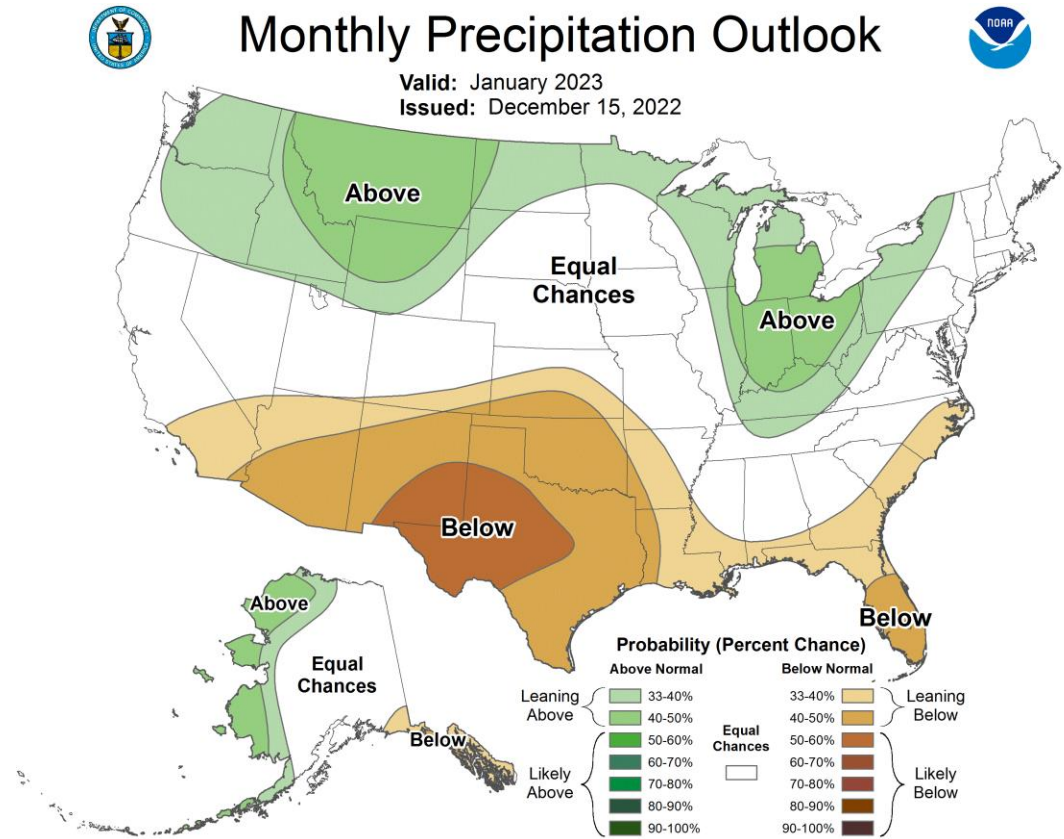 Monthly Precipitation Outlook
NOAA
Valid: January 2023
Issued: December 15, 2022
Above
Equal
Chances
Above
Below
Below
Above
Equal
Chances
Below
Probability (Percent Chance)
Above Normal
Below Normal
Leaning
Above
33-40%
40-50%
Likely
Above
50-60%
60-70%
70-80%
80-90%
90-100%
Equal
Chances
33-40%
40-50%
Leaning
Below
50-60%
60-70%
70-80%
80-90%
90-100%
Likely
Below